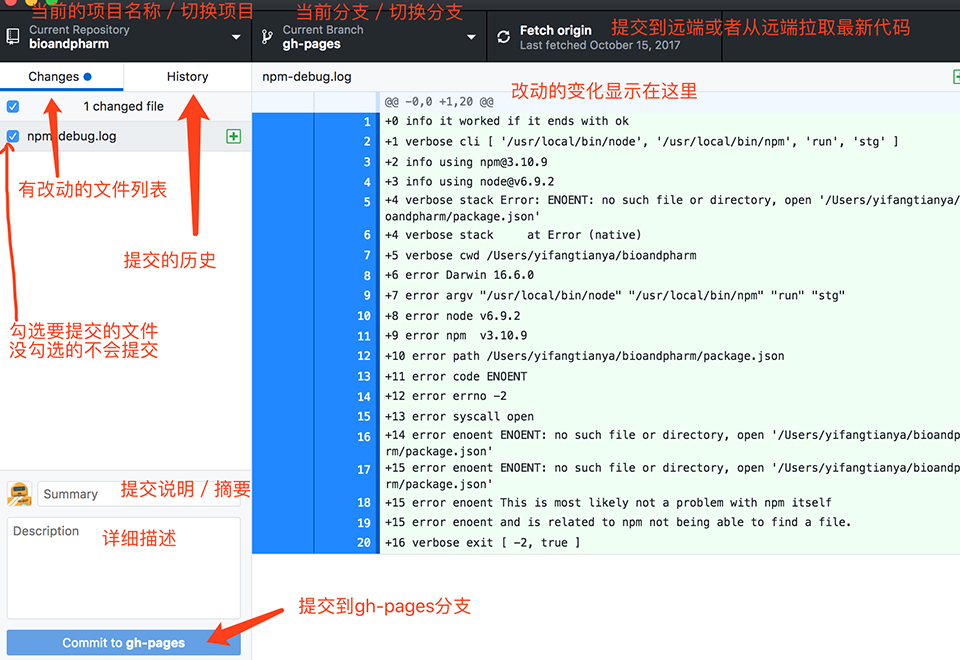 当前的项目名称 / 切换项目
当前分支 / 切换分支
Current Repository
bioandpharm
Current Branch
gh-pages
Fetch origin
Last fetched October 15, 2017
提交到远端或者从远端拉取最新代码
Changes
History
npm-debug.log
1 changed file
npm-debug.log
有改动的文件列表
提交的历史
勾选要提交的文件
没勾选的不会提交
改动的变化显示在这里
@@ -0,0 +1,20 @@
1 +0 info it worked if it ends with ok
2 +1 verbose cli [ '/usr/local/bin/node', '/usr/local/bin/npm', 'run', 'stg' ]
3 +2 info using npm@3.10.9
4 +3 info using node@v6.9.2
5 +4 verbose stack Error: ENOENT: no such file or directory, open '/Users/yifangtianya/
oandpharm/package.json'
6 +4 verbose stack     at Error (native)
7 +5 verbose cwd /Users/yifangtianya/bioandpharm
8 +6 error Darwin 16.6.0
9 +7 error argv "/usr/local/bin/node" "/usr/local/bin/npm" "run" "stg"
10 +8 error node v6.9.2
11 +9 error npm  v3.10.9
12 +10 error path /Users/yifangtianya/bioandpharm/package.json
13 +11 error code ENOENT
14 +12 error errno -2
15 +13 error syscall open
16 +14 error enoent ENOENT: no such file or directory, open '/Users/yifangtianya/bioandp
rm/package.json'
17 +15 error enoent ENOENT: no such file or directory, open '/Users/yifangtianya/bioandp
rm/package.json'
18 +15 error enoent This is most likely not a problem with npm itself
19 +15 error enoent and is related to npm not being able to find a file.
20 +16 verbose exit [ -2, true ]
Summary
提交说明 / 摘要
Description
详细描述
提交到gh-pages分支
Commit to gh-pages